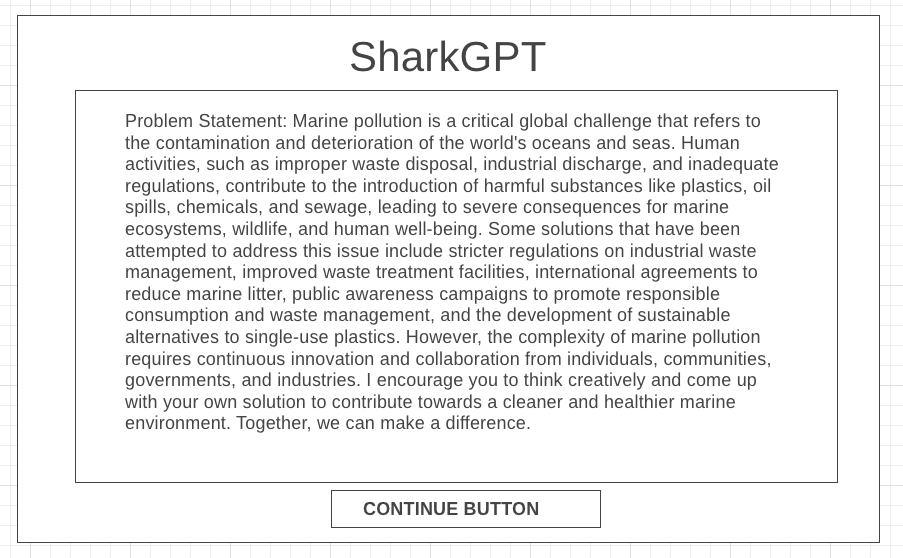 SharkGPT
Problem Statement: Marine pollution is a critical global challenge that refers to
the contamination and deterioration of the world's oceans and seas. Human
activities, such as improper waste disposal, industrial discharge, and inadequate
regulations, contribute to the introduction of harmful substances like plastics, oil
spills, chemicals, and sewage, leading to severe consequences for marine
ecosystems, wildlife, and human well-being. Some solutions that have been
attempted to address this issue include stricter regulations on industrial waste
management, improved waste treatment facilities, international agreements to
reduce marine litter, public awareness campaigns to promote responsible
consumption and waste management, and the development of sustainable
alternatives to single-use plastics. However, the complexity of marine pollution
requires continuous innovation and collaboration from individuals, communities,
governments, and industries. I encourage you to think creatively and come up
with your own solution to contribute towards a cleaner and healthier marine
environment. Together, we can make a difference.
CONTINUE BUTTON